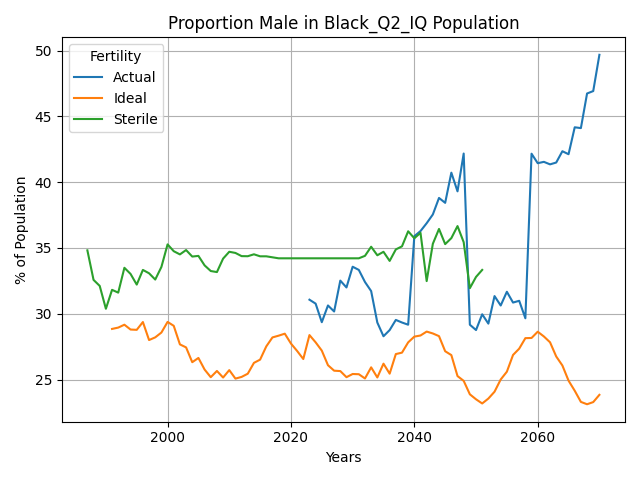 Proportion Male in Black_Q2_IQ Population
Fertility
Actual
Ideal
Sterile
% of Population
50
45
40
35
30
25
2000
2020
2040
2060
Years